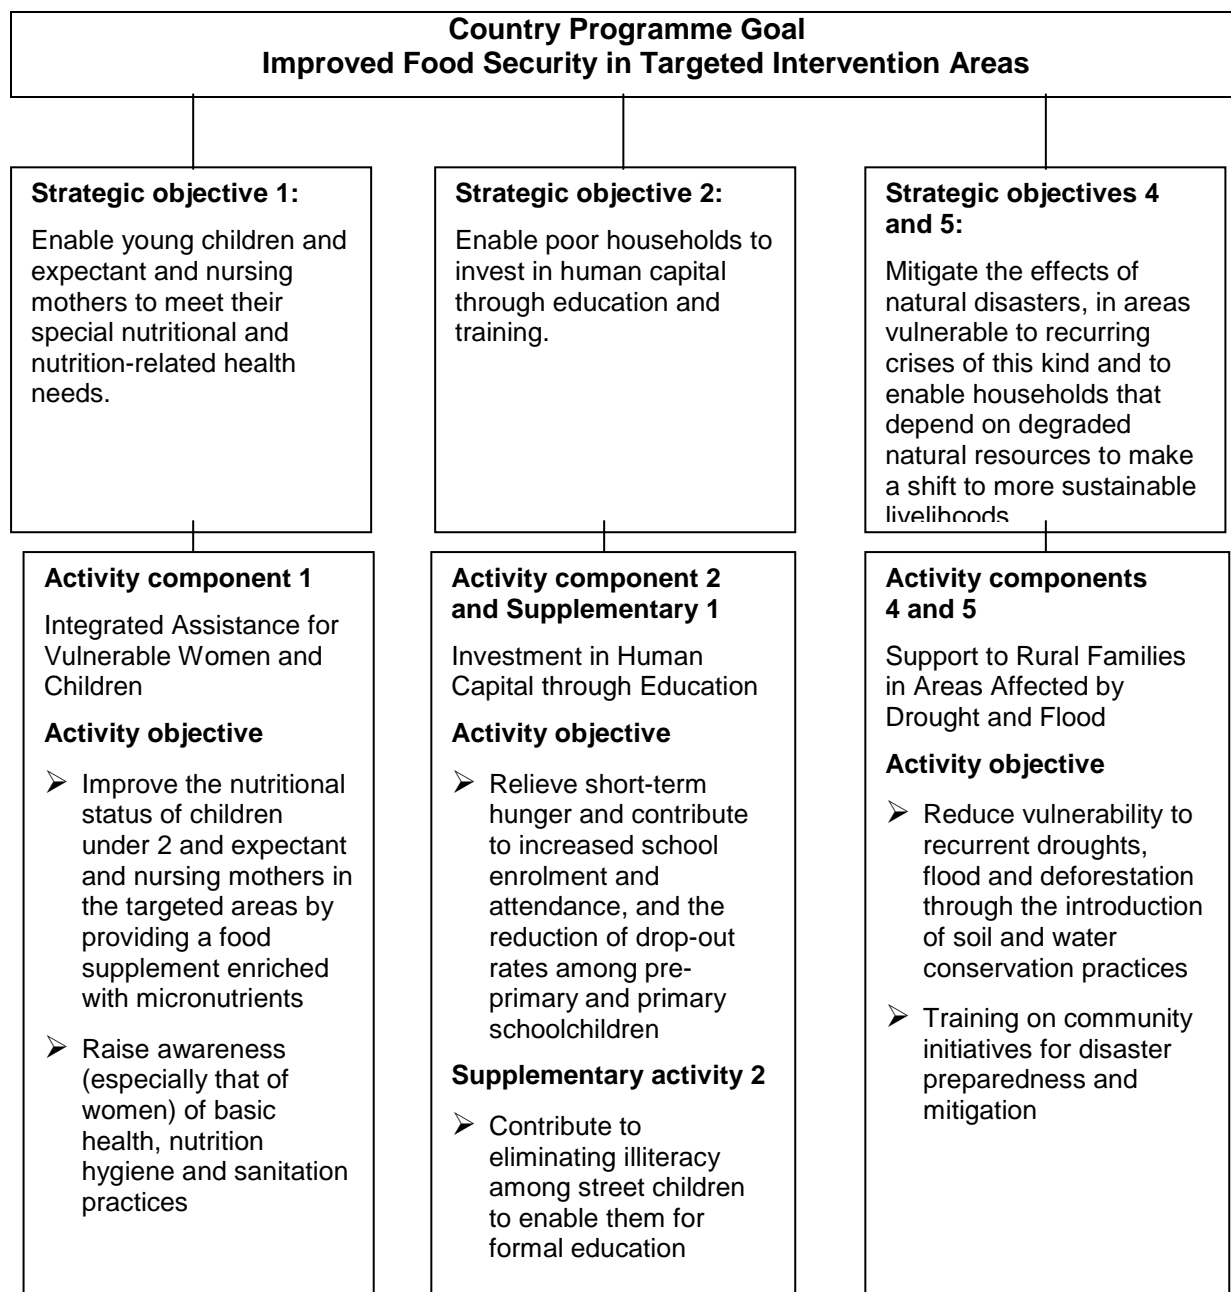 Country Programme Goal
Improved Food Security in Targeted Intervention Areas
Strategic objective 1:
Enable young children and
expectant and nursing
mothers to meet their
special nutritional and
nutrition-related health
needs.
Strategic objective 2:
Enable poor households to
invest in human capital
through education and
training.
Strategic objectives 4
and 5:
Mitigate the effects of
natural disasters, in areas
vulnerable to recurring
crises of this kind and to
enable households that
depend on degraded
natural resources to make
a shift to more sustainable
livelihoods
Activity component 1
Integrated Assistance for
Vulnerable Women and
Children
Activity objective
➢ Improve the nutritional
status of children
under 2 and expectant
and nursing mothers in
the targeted areas by
providing a food
supplement enriched
with micronutrients
➢ Raise awareness
(especially that of
women) of basic
health, nutrition
hygiene and sanitation
practices
Activity component 2
and Supplementary 1
Investment in Human
Capital through Education
Activity objective
➢ Relieve short-term
hunger and contribute
to increased school
enrolment and
attendance, and the
reduction of drop-out
rates among pre-
primary and primary
schoolchildren
Supplementary activity 2
➢ Contribute to
eliminating illiteracy
among street children
to enable them for
formal education
Activity components
4 and 5
Support to Rural Families
in Areas Affected by
Drought and Flood
Activity objective
➢ Reduce vulnerability to
recurrent droughts,
flood and deforestation
through the introduction
of soil and water
conservation practices
➢ Training on community
initiatives for disaster
preparedness and
mitigation